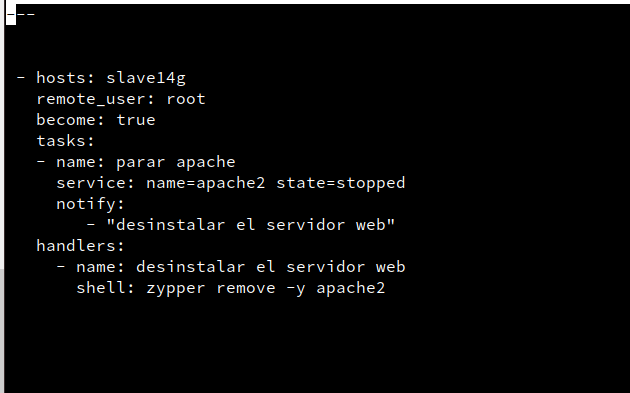 ---
- hosts: slave14g
  remote_user: root
  become: true
  tasks:
  - name: parar apache
    service: name=apache2 state=stopped
    notify:
       - "desinstalar el servidor web"
  handlers:
    - name: desinstalar el servidor web
      shell: zypper remove -y apache2